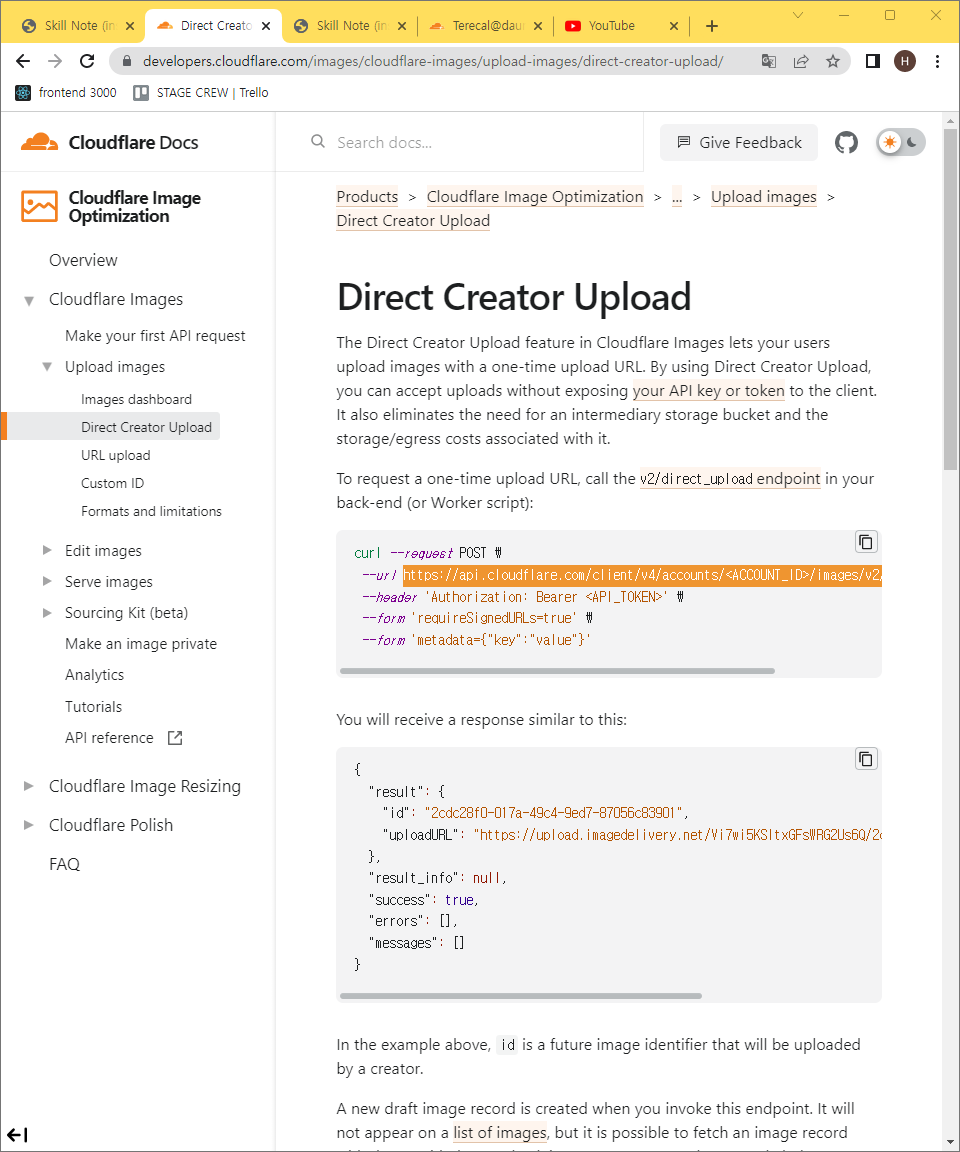 Skill Note (in
Direct Creato
Skill Note (in
Terecal@daum
YouTube
developers.cloudflare.com/images/cloudflare-images/upload-images/direct-creator-upload/
H
frontend 3000
STAGE CREW | Trello
Cloudflare Docs
Search docs...
Give Feedback
Cloudflare Image
Optimization
Overview
Cloudflare Images
Make your first API request
Upload images
Images dashboard
Direct Creator Upload
URL upload
Custom ID
Formats and limitations
Edit images
Serve images
Sourcing Kit (beta)
Make an image private
Analytics
Tutorials
API reference
Cloudflare Image Resizing
Cloudflare Polish
FAQ
Products > Cloudflare Image Optimization > ... > Upload images >
Direct Creator Upload
Direct Creator Upload
The Direct Creator Upload feature in Cloudflare Images lets your users
upload images with a one-time upload URL. By using Direct Creator Upload,
you can accept uploads without exposing your API key or token to the client.
It also eliminates the need for an intermediary storage bucket and the
storage/egress costs associated with it.
To request a one-time upload URL, call the v2/direct_upload endpoint in your
back-end (or Worker script):
curl --request POST ₩
--url https://api.cloudflare.com/client/v4/accounts/<ACCOUNT_ID>/images/v2/
--header 'Authorization: Bearer <API_TOKEN>' ₩
--form 'requireSignedURLs=true' ₩
--form 'metadata={"key":"value"}'
You will receive a response similar to this:
{
"result": {
"id": "2cdc28f0-017a-49c4-9ed7-87056c83901",
"uploadURL": "https://upload.imagedelivery.net/Vi7wi5KSItxGFsWRG2Us6Q/2c
},
"result_info": null,
"success": true,
"errors": [],
"messages": []
}
In the example above, id is a future image identifier that will be uploaded
by a creator.
A new draft image record is created when you invoke this endpoint. It will
not appear on a list of images, but it is possible to fetch an image record